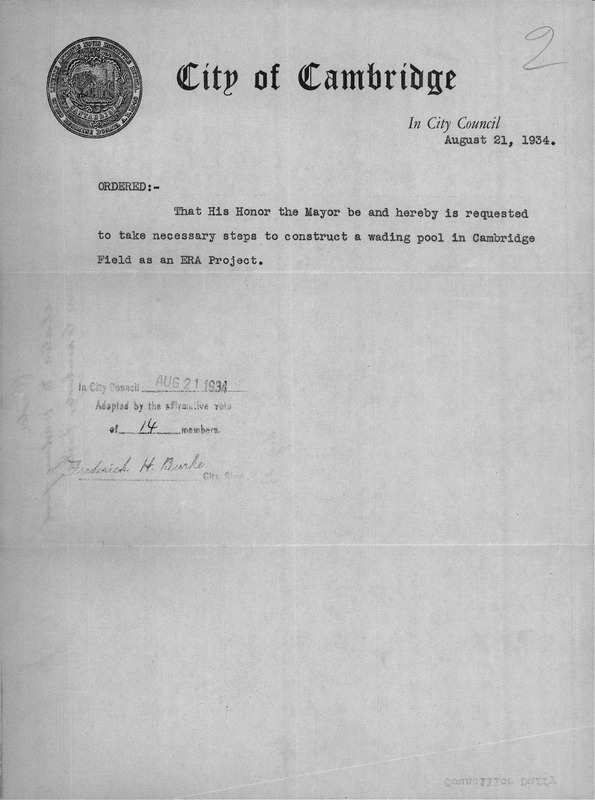 2
City of Cambridge
In City Council
August 21, 1934.
ORDERED:-
That His Honor the Mayor be and hereby is requested
to take necessary steps to construct a wading pool in Cambridge
Field as an ERA Project.
In City Council AUG 21 1934
Adopted by the affirmative vote
of 14 members.
Frederick H. Burke
City Clerk
Councillor Duffy